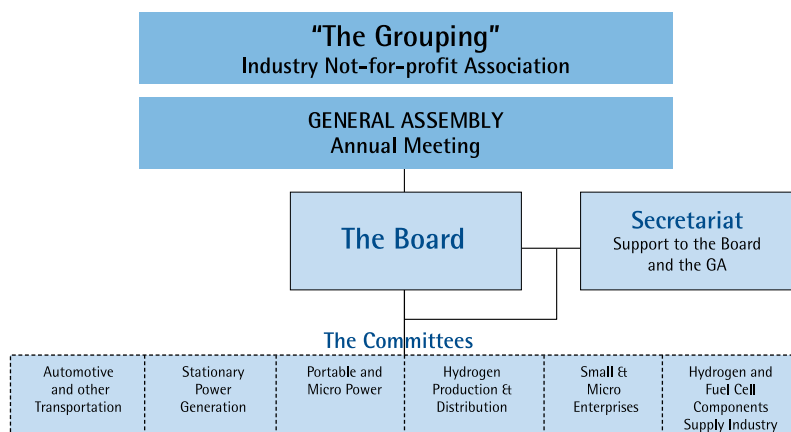 “The Grouping”
Industry Not-for-profit Association
GENERAL ASSEMBLY
Annual Meeting
The Board
Secretariat
Support to the Board
and the GA
The Committees
Automotive
and other
Transportation
Stationary
Power
Generation
Portable and
Micro Power
Hydrogen
Production &
Distribution
Small &
Micro
Enterprises
Hydrogen and
Fuel Cell
Components
Supply Industry